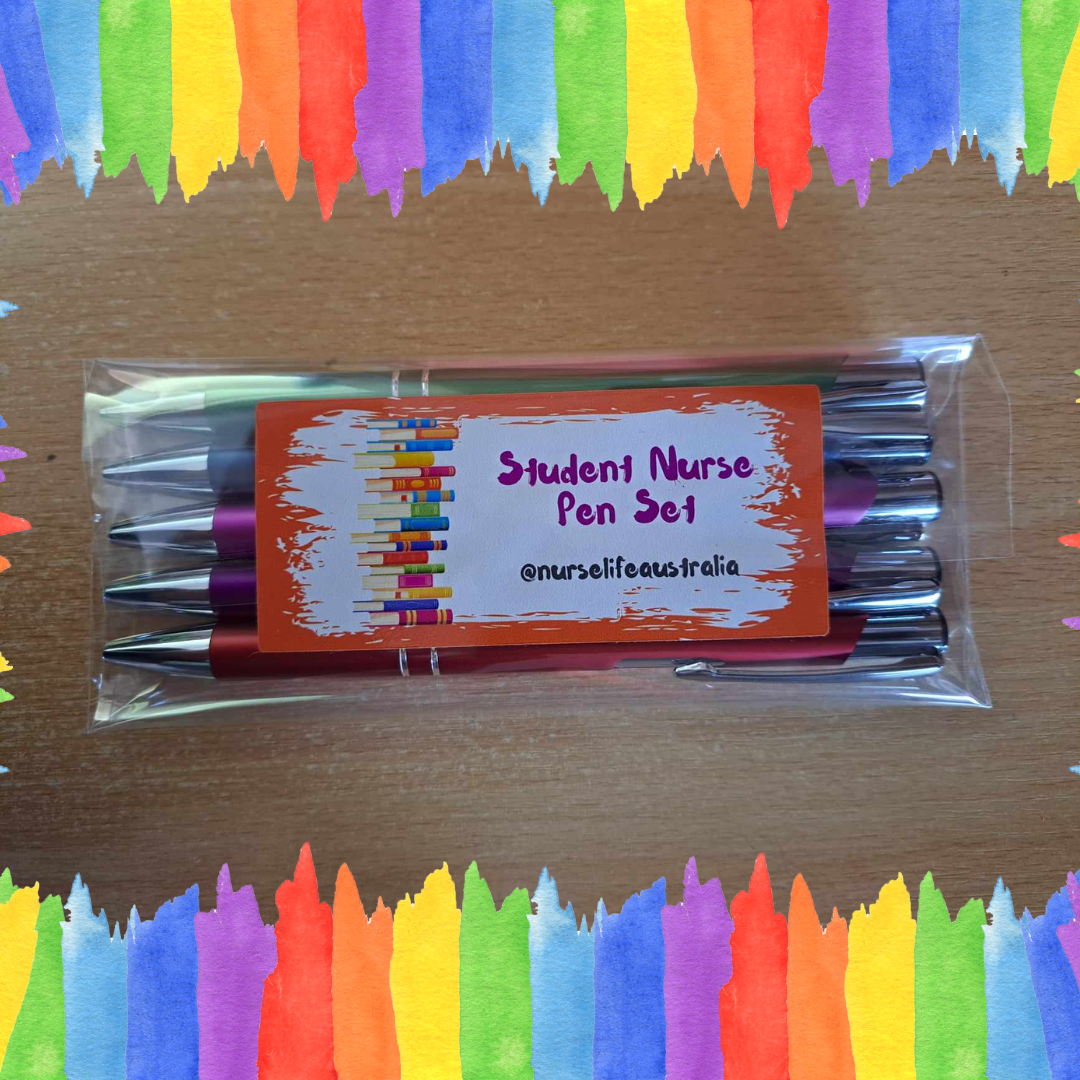 Student Nurse
Pen Set
@nurselifeaustralia